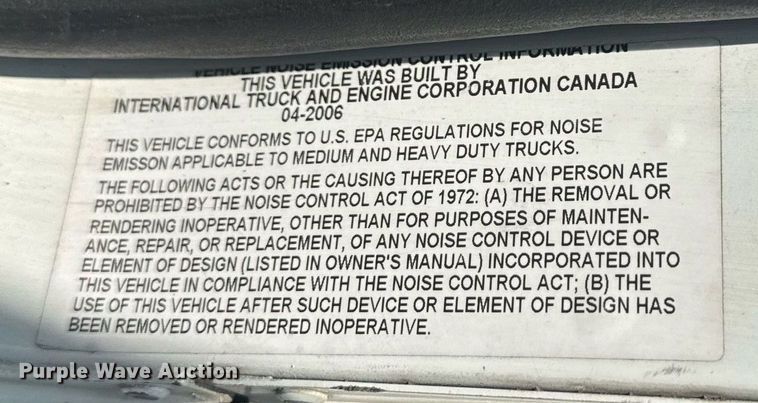 VEHICLE NOISE EMISSION CONTROL INFORMATION
THIS VEHICLE WAS BUILT BY
INTERNATIONAL TRUCK AND ENGINE CORPORATION CANADA
04-2006
THIS VEHICLE CONFORMS TO U.S. EPA REGULATIONS FOR NOISE
EMISSON APPLICABLE TO MEDIUM AND HEAVY DUTY TRUCKS.
THE FOLLOWING ACTS OR THE CAUSING THEREOF BY ANY PERSON ARE
PROHIBITED BY THE NOISE CONTROL ACT OF 1972: (A) THE REMOVAL OR
RENDERING INOPERATIVE, OTHER THAN FOR PURPOSES OF MAINTEN-
ANCE, REPAIR, OR REPLACEMENT, OF ANY NOISE CONTROL DEVICE OR
ELEMENT OF DESIGN (LISTED IN OWNER'S MANUAL) INCORPORATED INTO
THIS VEHICLE IN COMPLIANCE WITH THE NOISE CONTROL ACT; (B) THE
USE OF THIS VEHICLE AFTER SUCH DEVICE OR ELEMENT OF DESIGN HAS
BEEN REMOVED OR RENDERED INOPERATIVE.
Purple Wave Auction